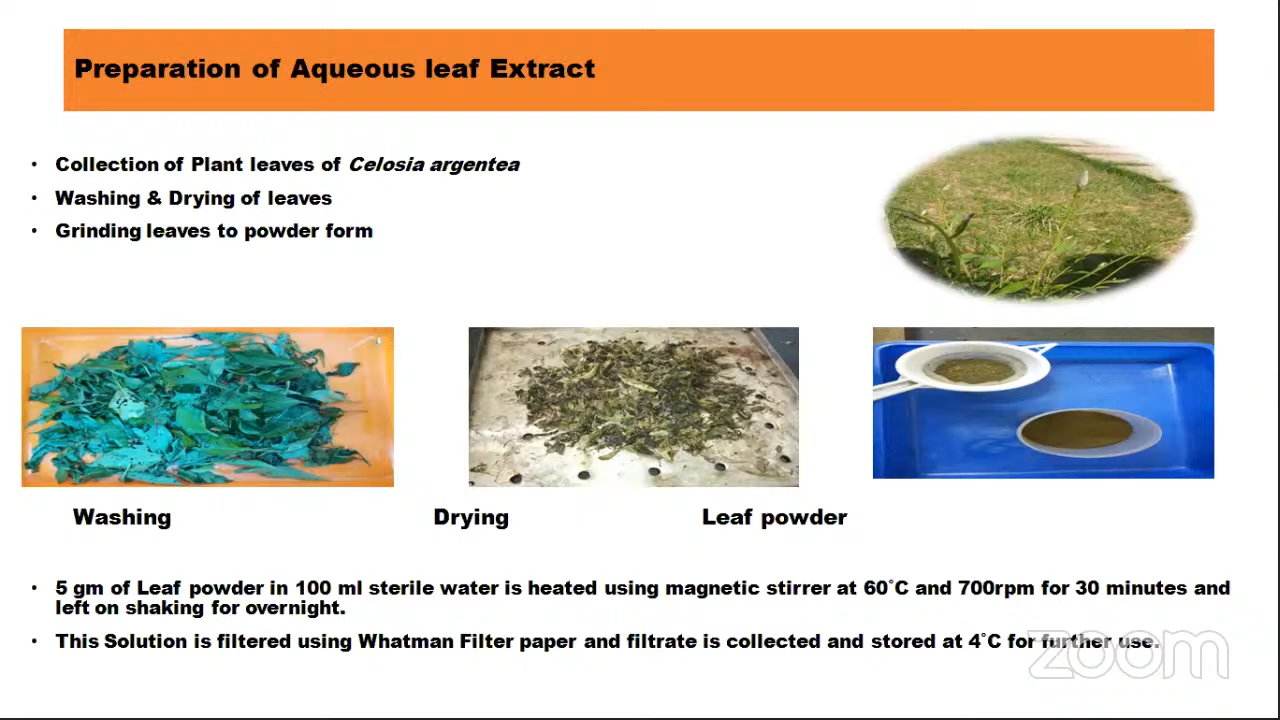 Preparation of Aqueous leaf Extract
• Collection of Plant leaves of Celosia argentea
• Washing & Drying of leaves
• Grinding leaves to powder form
Washing Drying Leaf powder
• 5 gm of Leaf powder in 100 ml sterile water is heated using magnetic stirrer at 60˚C and 700rpm for 30 minutes and
left on shaking for overnight.
• This Solution is filtered using Whatman Filter paper and filtrate is collected and stored at 4˚C for further use.
zoom